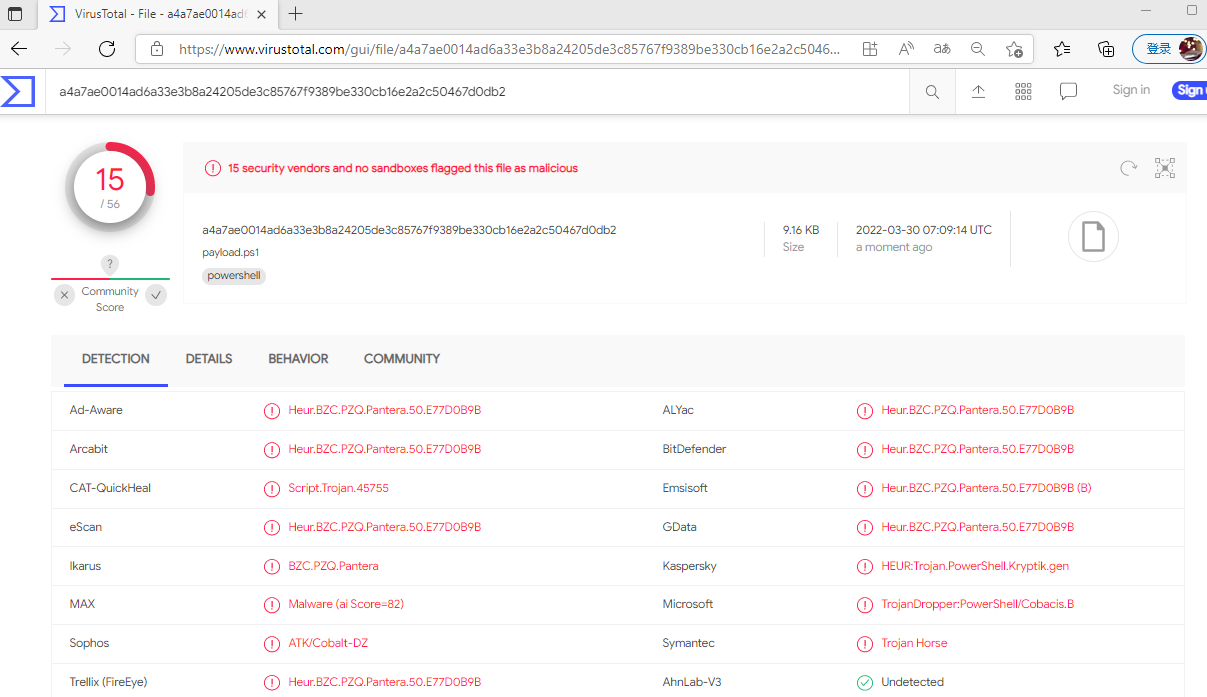 VirusTotal - File - a4a7ae0014ad6
https://www.virustotal.com/gui/file/a4a7ae0014ad6a33e3b8a24205de3c85767f9389be330cb16e2a2c5046...
aあ
登录
a4a7ae0014ad6a33e3b8a24205de3c85767f9389be330cb16e2a2c50467d0db2
Sign in
Sign u
15
/ 56
15 security vendors and no sandboxes flagged this file as malicious
a4a7ae0014ad6a33e3b8a24205de3c85767f9389be330cb16e2a2c50467d0db2
payload.ps1
powershell
9.16 KB
Size
2022-03-30 07:09:14 UTC
a moment ago
?
Community
Score
DETECTION DETAILS BEHAVIOR COMMUNITY
Ad-Aware Heur.BZC.PZQ.Pantera.50.E77D0B9B ALYac Heur.BZC.PZQ.Pantera.50.E77D0B9B
Arcabit Heur.BZC.PZQ.Pantera.50.E77D0B9B BitDefender Heur.BZC.PZQ.Pantera.50.E77D0B9B
CAT-QuickHeal Script.Trojan.45755 Emsisoft Heur.BZC.PZQ.Pantera.50.E77D0B9B (B)
eScan Heur.BZC.PZQ.Pantera.50.E77D0B9B GData Heur.BZC.PZQ.Pantera.50.E77D0B9B
Ikarus BZC.PZQ.Pantera Kaspersky HEUR:Trojan.PowerShell.Kryptik.gen
MAX Malware (ai Score=82) Microsoft TrojanDropper:PowerShell/Cobacis.B
Sophos ATK/Cobalt-DZ Symantec Trojan Horse
Trellix (FireEye) Heur.BZC.PZQ.Pantera.50.E77D0B9B AhnLab-V3 Undetected